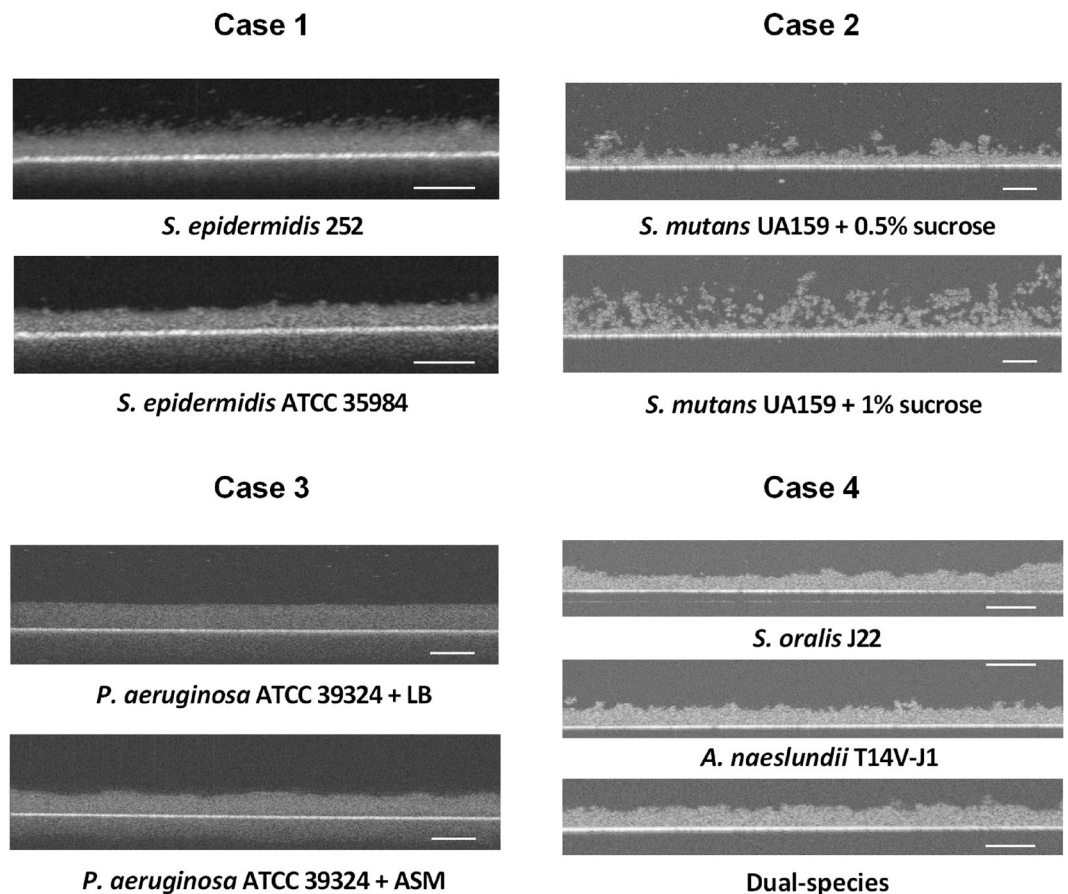 Case 1
S. epidermidis 252
S. epidermidis ATCC 35984
Case 2
S. mutans UA159 + 0.5% sucrose
S. mutans UA159 + 1% sucrose
Case 3
P. aeruginosa ATCC 39324 + LB
P. aeruginosa ATCC 39324 + ASM
Case 4
S. oralis J22
A. naeslundii T14V-J1
Dual-species